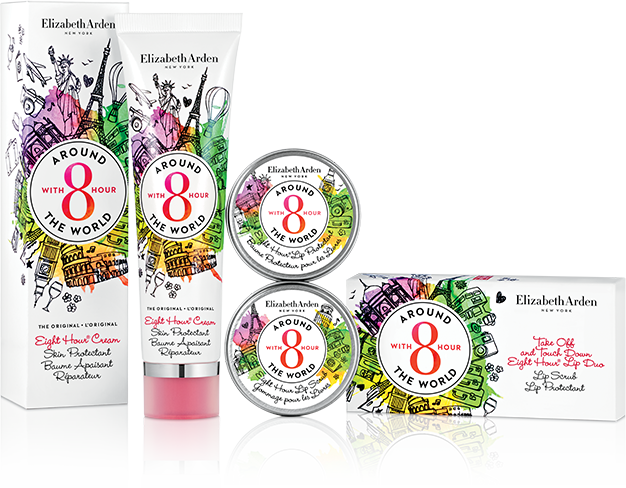 Elizabeth Arden
NEW YORK
AROUND
WITH 8 HOUR
THE WORLD
THE ORIGINAL • L'ORIGINAL
Eight Hour® Cream
Skin Protectant
Baume Apaisant
Réparateur
Elizabeth Arden
NEW YORK
AROUND
WITH 8 HOUR
THE WORLD
THE ORIGINAL • L'ORIGINAL
Eight Hour® Cream
Skin Protectant
Baume Apaisant
Réparateur
Elizabeth Arden
NEW YORK
AROUND
WITH 8 HOUR
THE WORLD
Eight Hour® Lip Protectant
Baume Protecteur pour les Lèvres
Elizabeth Arden
NEW YORK
AROUND
WITH 8 HOUR
THE WORLD
Eight Hour Lip Scrub
Gommage pour les Lèvres
AROUND
WITH 8 HOUR
THE WORLD
Elizabeth Arden
NEW YORK
Take Off
and Touch Down
Eight Hour® Lip Duo
Lip Scrub
Lip Protectant